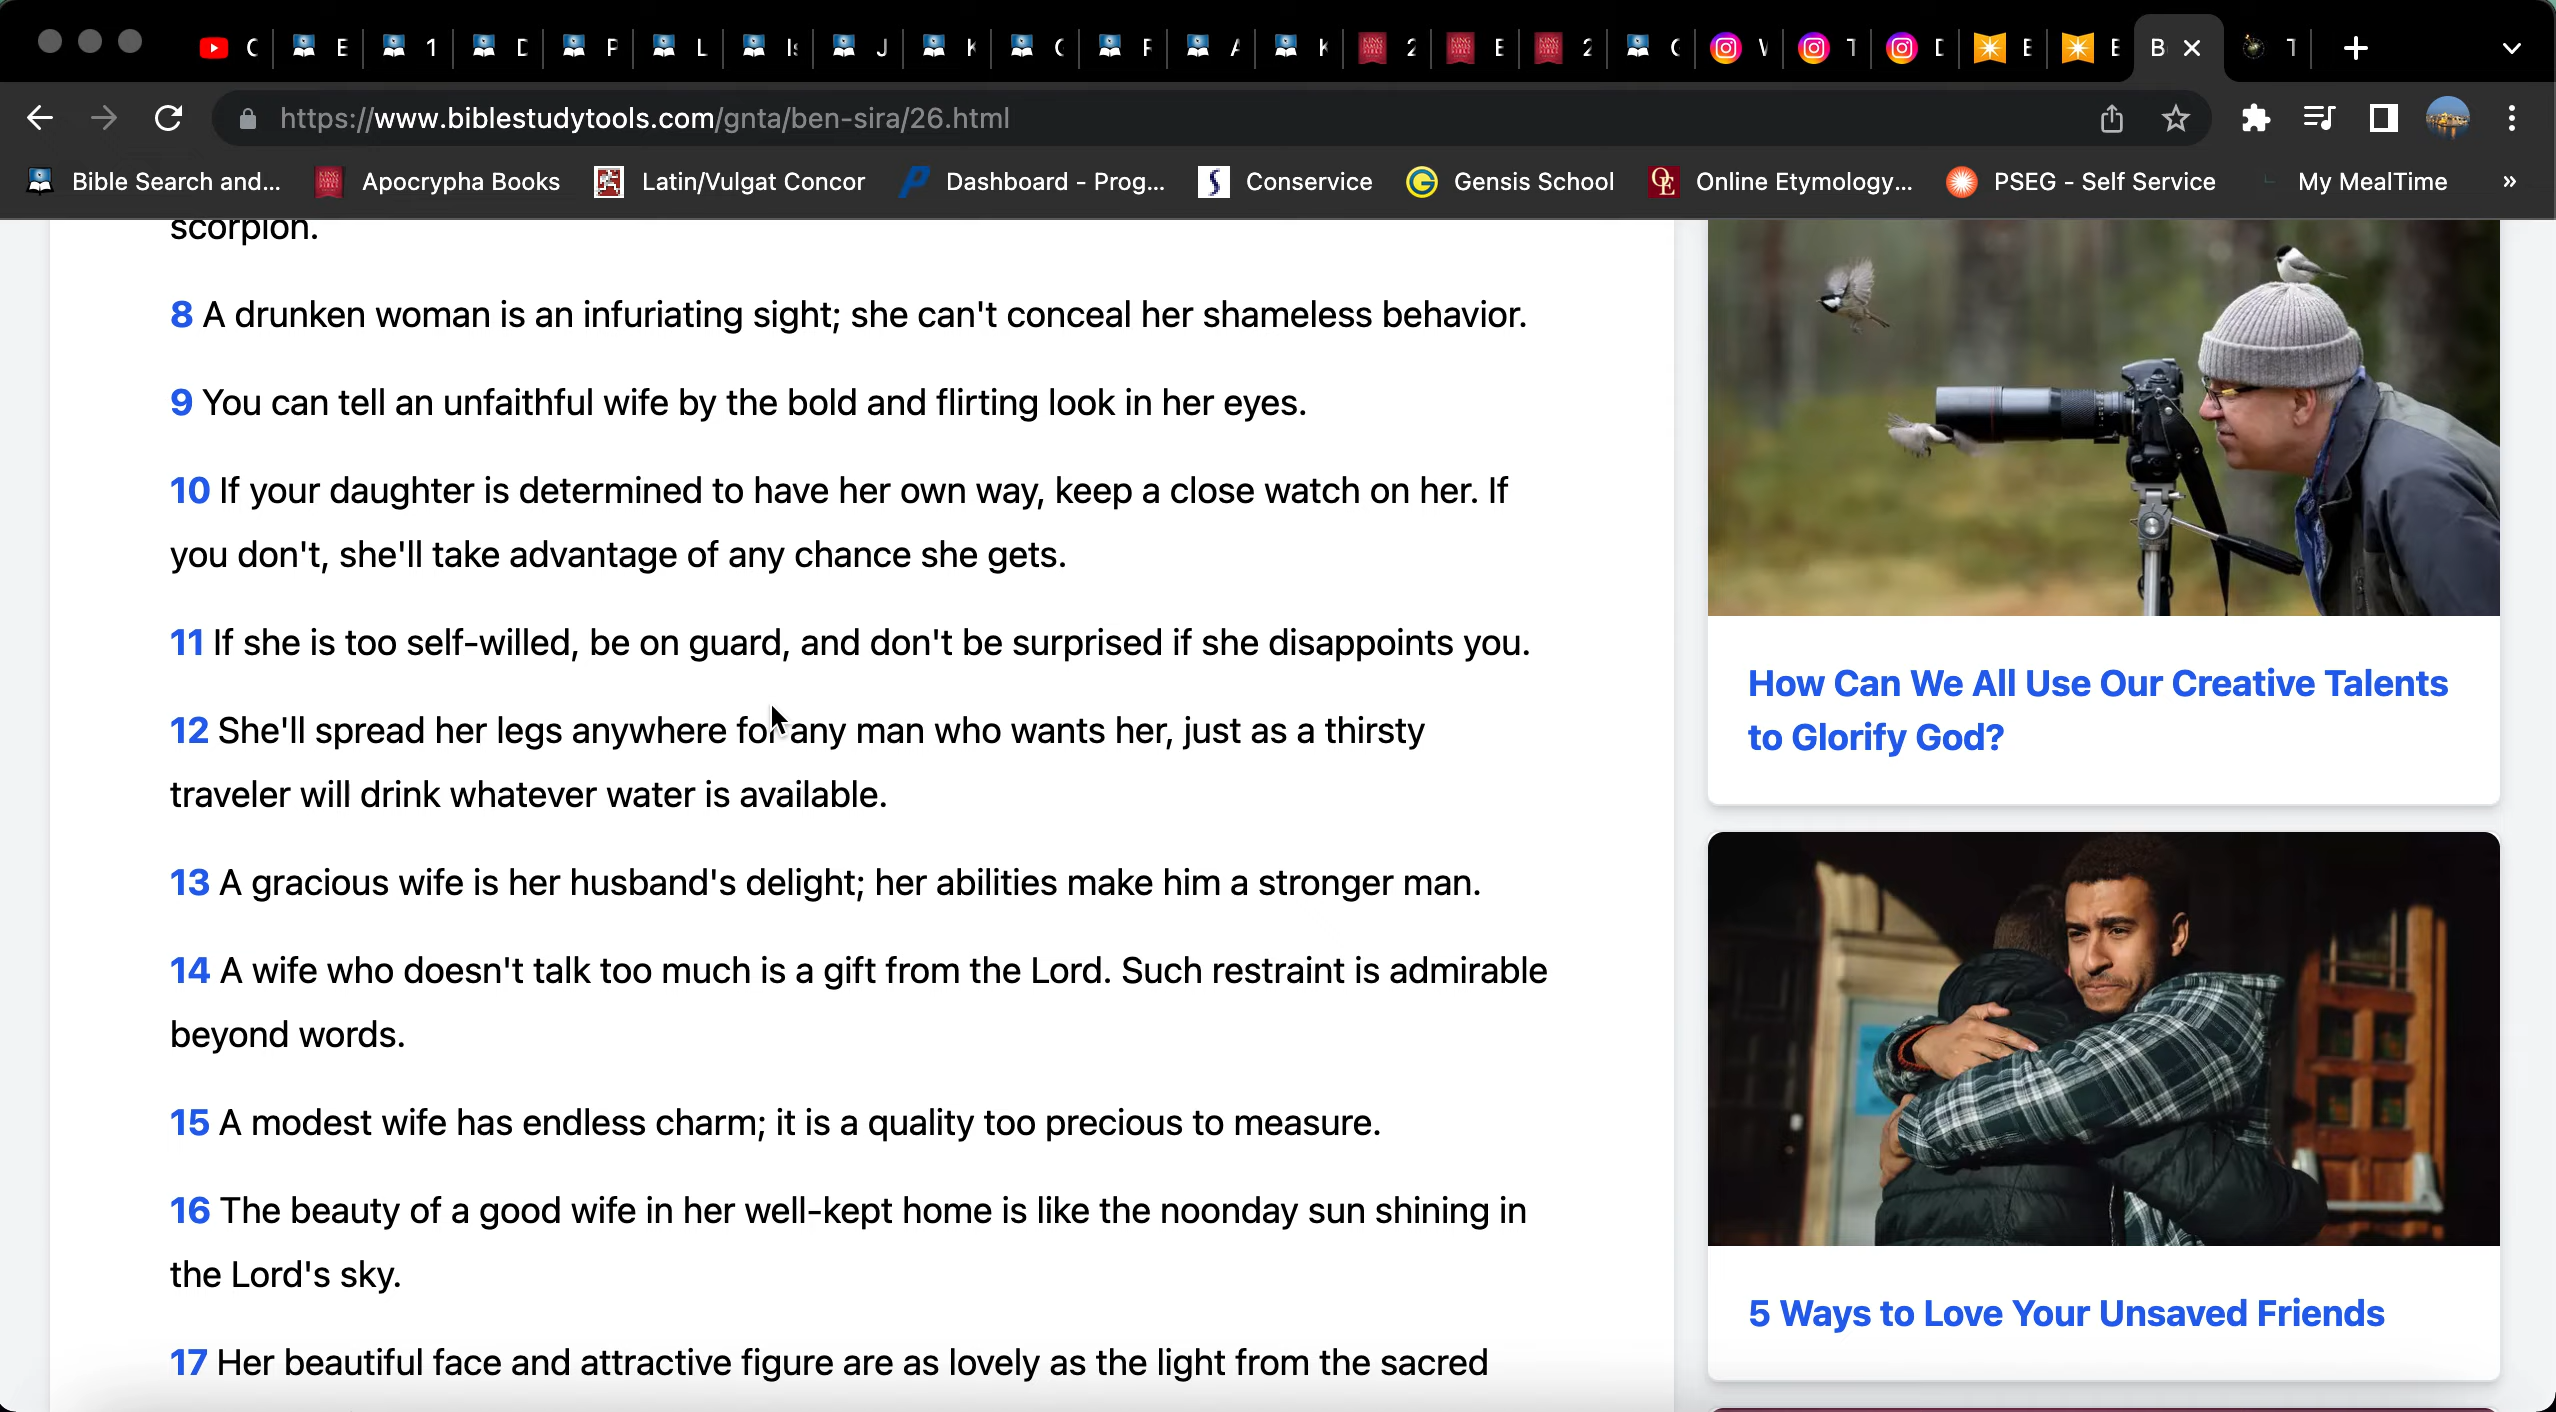 C
E
1
D
P
L
Is
J
K
C
F
A
K
2
E
2
C
V
T
D
E
E
B
T
https://www.biblestudytools.com/gnta/ben-sira/26.html
Bible Search and...
Apocrypha Books
Latin/Vulgat Concor
Dashboard - Prog...
Conservice
Gensis School
Online Etymology...
PSEG - Self Service
My MealTime
»
scorpion.
8 A drunken woman is an infuriating sight; she can't conceal her shameless behavior.
9 You can tell an unfaithful wife by the bold and flirting look in her eyes.
10 If your daughter is determined to have her own way, keep a close watch on her. If
you don't, she'll take advantage of any chance she gets.
11 If she is too self-willed, be on guard, and don't be surprised if she disappoints you.
12 She'll spread her legs anywhere for any man who wants her, just as a thirsty
traveler will drink whatever water is available.
13 A gracious wife is her husband's delight; her abilities make him a stronger man.
14 A wife who doesn't talk too much is a gift from the Lord. Such restraint is admirable
beyond words.
15 A modest wife has endless charm; it is a quality too precious to measure.
16 The beauty of a good wife in her well-kept home is like the noonday sun shining in
the Lord's sky.
17 Her beautiful face and attractive figure are as lovely as the light from the sacred
How Can We All Use Our Creative Talents
to Glorify God?
5 Ways to Love Your Unsaved Friends